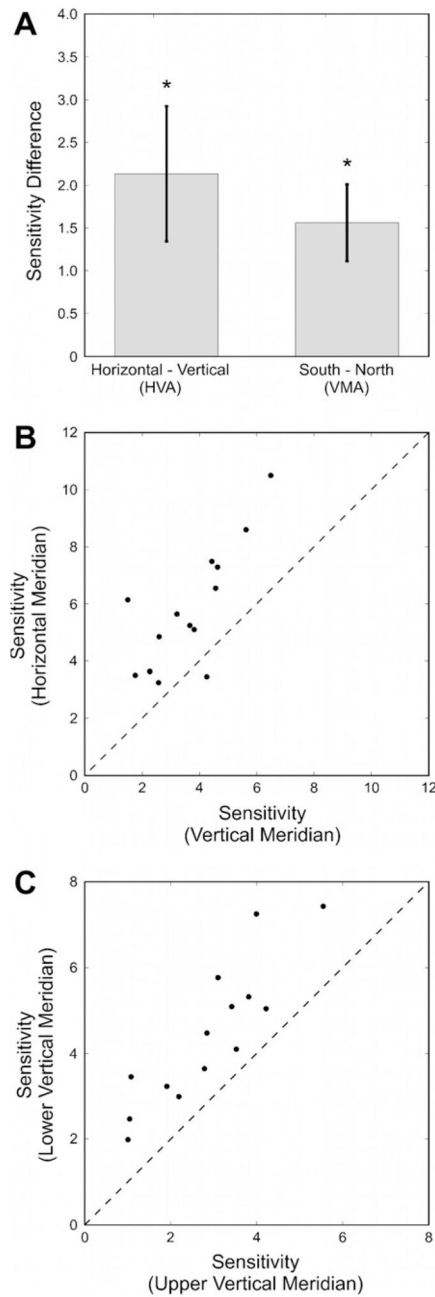 A
4.0
3.5
3.0
2.5
2.0
1.5
1.0
0.5
0
Sensitivity Difference
*
*
Horizontal - Vertical
(HVA)
South - North
(VMA)
B
12
10
8
6
4
2
0
Sensitivity
(Horizontal Meridian)
0 2 4 6 8 10 12
Sensitivity
(Vertical Meridian)
C
8
6
4
2
0
Sensitivity
(Lower Vertical Meridian)
0 2 4 6 8
Sensitivity
(Upper Vertical Meridian)